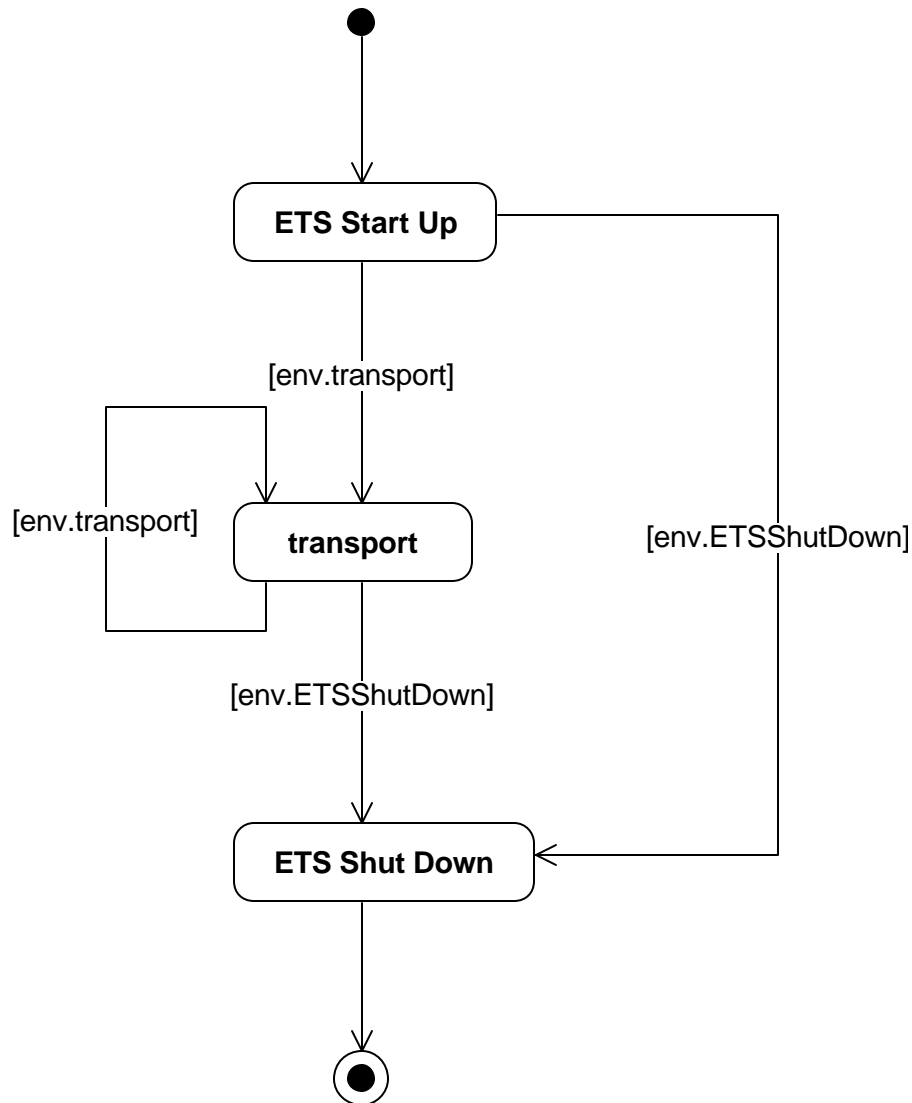 ETS Start Up
[env.transport]
[env.transport]
transport
[env.ETSShutDown]
[env.ETSShutDown]
ETS Shut Down